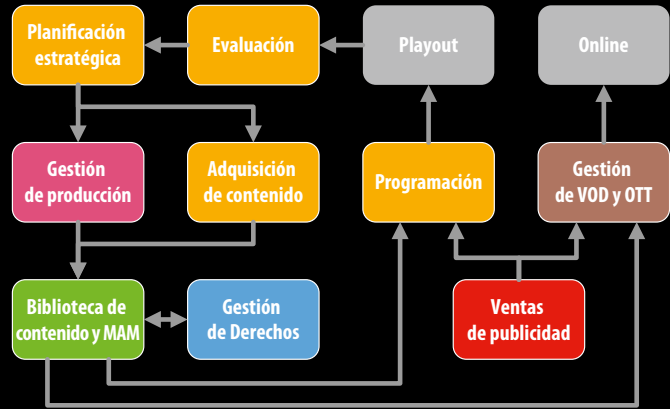 Planificación
estratégica
Evaluación
Playout
Online
Gestión
de producción
Adquisición
de contenido
Programación
Gestión
de VOD y OTT
Biblioteca de
contenido y MAM
Gestión
de Derechos
Ventas
de publicidad